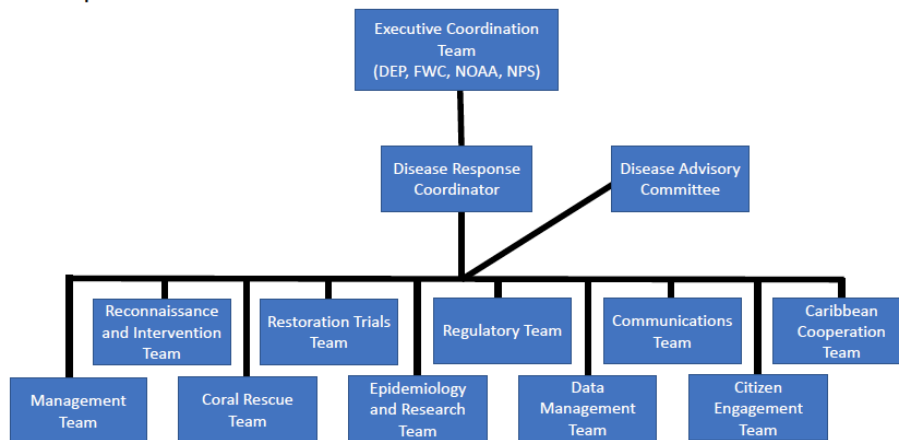 Executive Coordination
Team
(DEP, FWC, NOAA, NPS)
Disease Response
Coordinator
Disease Advisory
Committee
Reconnaissance
and Intervention
Team
Restoration Trials
Team
Regulatory Team
Communications
Team
Caribbean
Cooperation
Team
Management
Team
Coral Rescue
Team
Epidemiology
and Research
Team
Data
Management
Team
Citizen
Engagement
Team